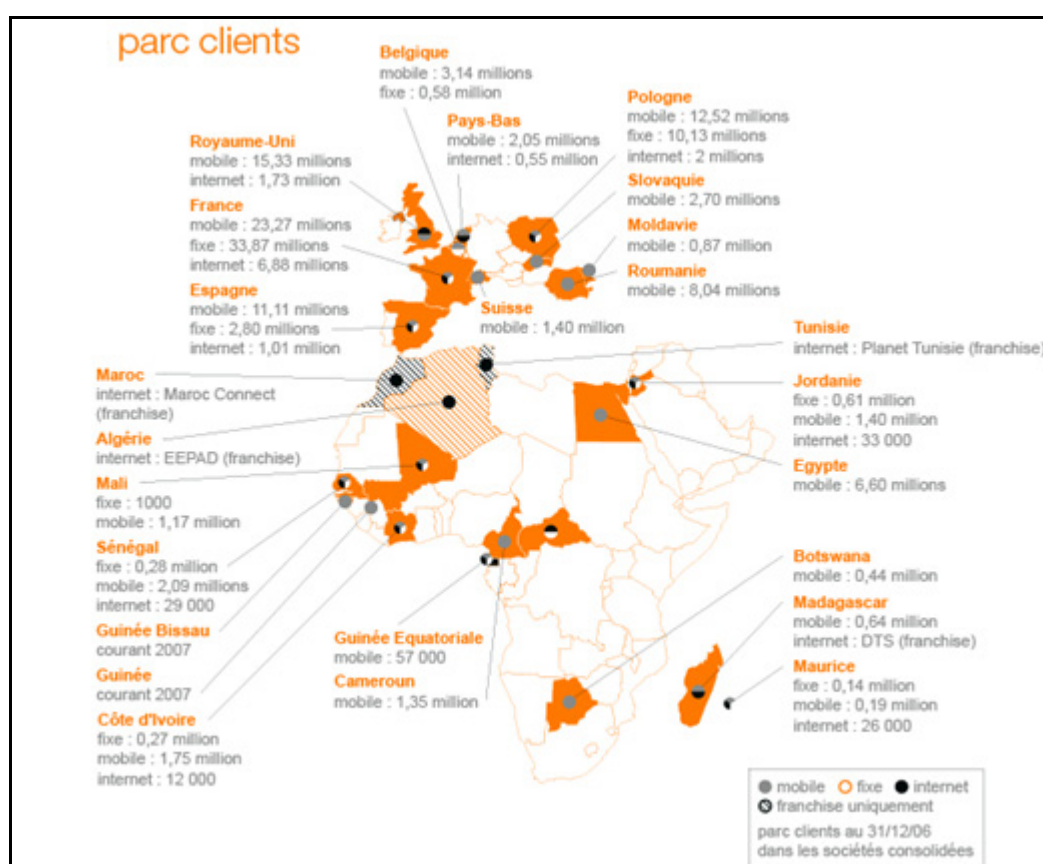 parc clients
Belgique
mobile : 3,14 millions
fixe : 0,58 million
Pays-Bas
mobile : 2,05 millions
internet : 0,55 million
Pologne
mobile : 12,52 millions
fixe : 10,13 millions
internet : 2 millions
Royaume-Uni
mobile : 15,33 millions
internet : 1,73 million
Slovaquie
mobile : 2,70 millions
France
mobile : 23,27 millions
fixe : 33,87 millions
internet : 6,88 millions
Moldavie
mobile : 0,87 million
Roumanie
mobile : 8,04 millions
Espagne
mobile : 11,11 millions
fixe : 2,80 millions
internet : 1,01 million
Suisse
mobile : 1,40 million
Tunisie
internet : Planet Tunisie (franchise)
Maroc
internet : Maroc Connect
(franchise)
Jordanie
fixe : 0,61 million
mobile : 1,40 million
internet : 33 000
Algérie
internet : EEPAD (franchise)
Egypte
mobile : 6,60 millions
Mali
fixe : 1000
mobile : 1,17 million
Sénégal
fixe : 0,28 million
mobile : 2,09 millions
internet : 29 000
Botswana
mobile : 0,44 million
Madagascar
mobile : 0,64 million
internet : DTS (franchise)
Guinée Bissau
courant 2007
Guinée Equatoriale
mobile : 57 000
Maurice
fixe : 0,14 million
mobile : 0,19 million
internet : 26 000
Guinée
courant 2007
Cameroun
mobile : 1,35 million
Côte d'Ivoire
fixe : 0,27 million
mobile : 1,75 million
internet : 12 000
mobile fixe internet
franchise uniquement
parc clients au 31/12/06
dans les sociétés consolidées